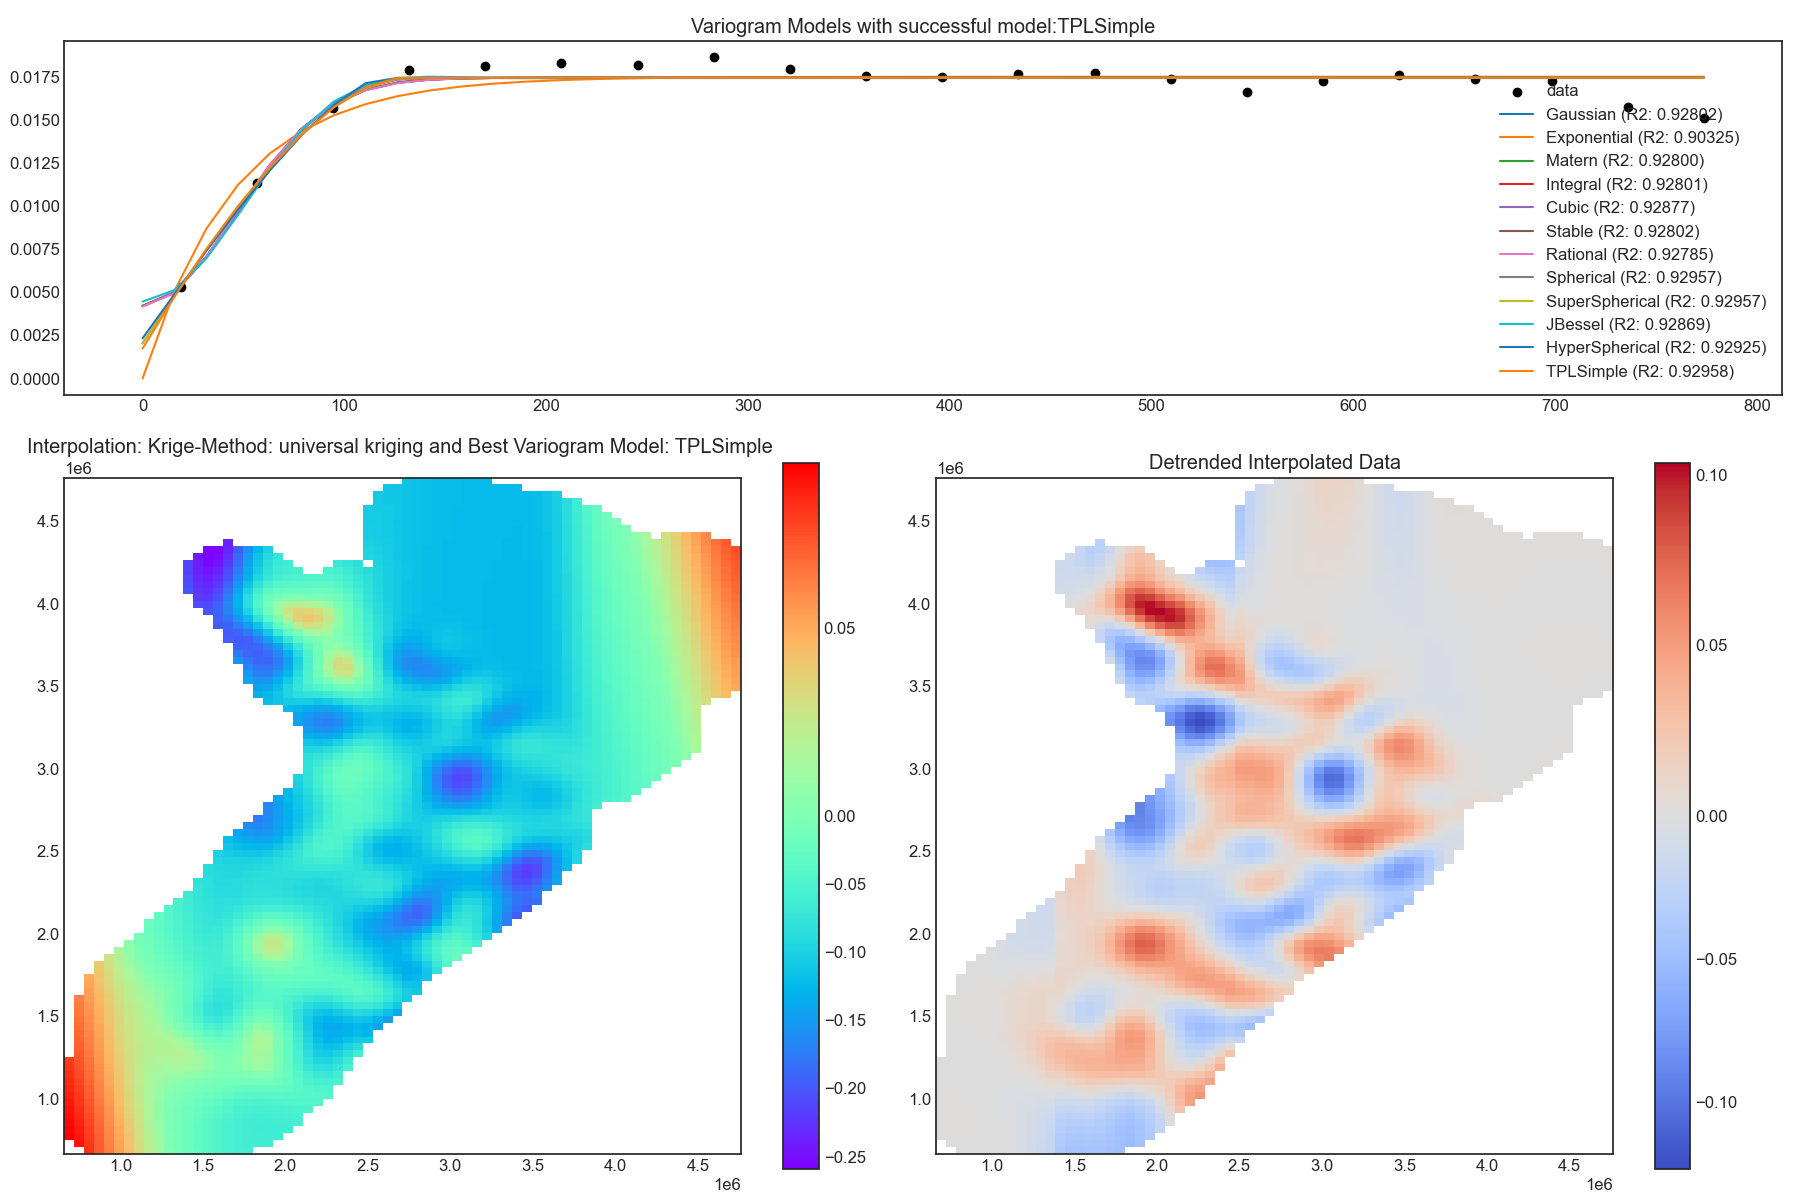 Variogram Models with successful model:TPLSimple
0.0175
0.0150
0.0125
0.0100
0.0075
0.0050
0.0025
0.0000
data
Gaussian (R2: 0.92802)
Exponential (R2: 0.90325)
Matern (R2: 0.92800)
Integral (R2: 0.92801)
Cubic (R2: 0.92877)
Stable (R2: 0.92802)
Rational (R2: 0.92785)
Spherical (R2: 0.92957)
SuperSpherical (R2: 0.92957)
JBessel (R2: 0.92869)
HyperSpherical (R2: 0.92925)
TPLSimple (R2: 0.92958)
0 100 200 300 400 500 600 700 800
Interpolation: Krige-Method: universal kriging and Best Variogram Model: TPLSimple
1e6
4.5
4.0
3.5
3.0
2.5
2.0
1.5
1.0
1.0 1.5 2.0 2.5 3.0 3.5 4.0 4.5
1e6
0.05
0.00
−0.05
−0.10
−0.15
−0.20
−0.25
Detrended Interpolated Data
1e6
4.5
4.0
3.5
3.0
2.5
2.0
1.5
1.0
1.0 1.5 2.0 2.5 3.0 3.5 4.0 4.5
1e6
0.10
0.05
0.00
−0.05
−0.10